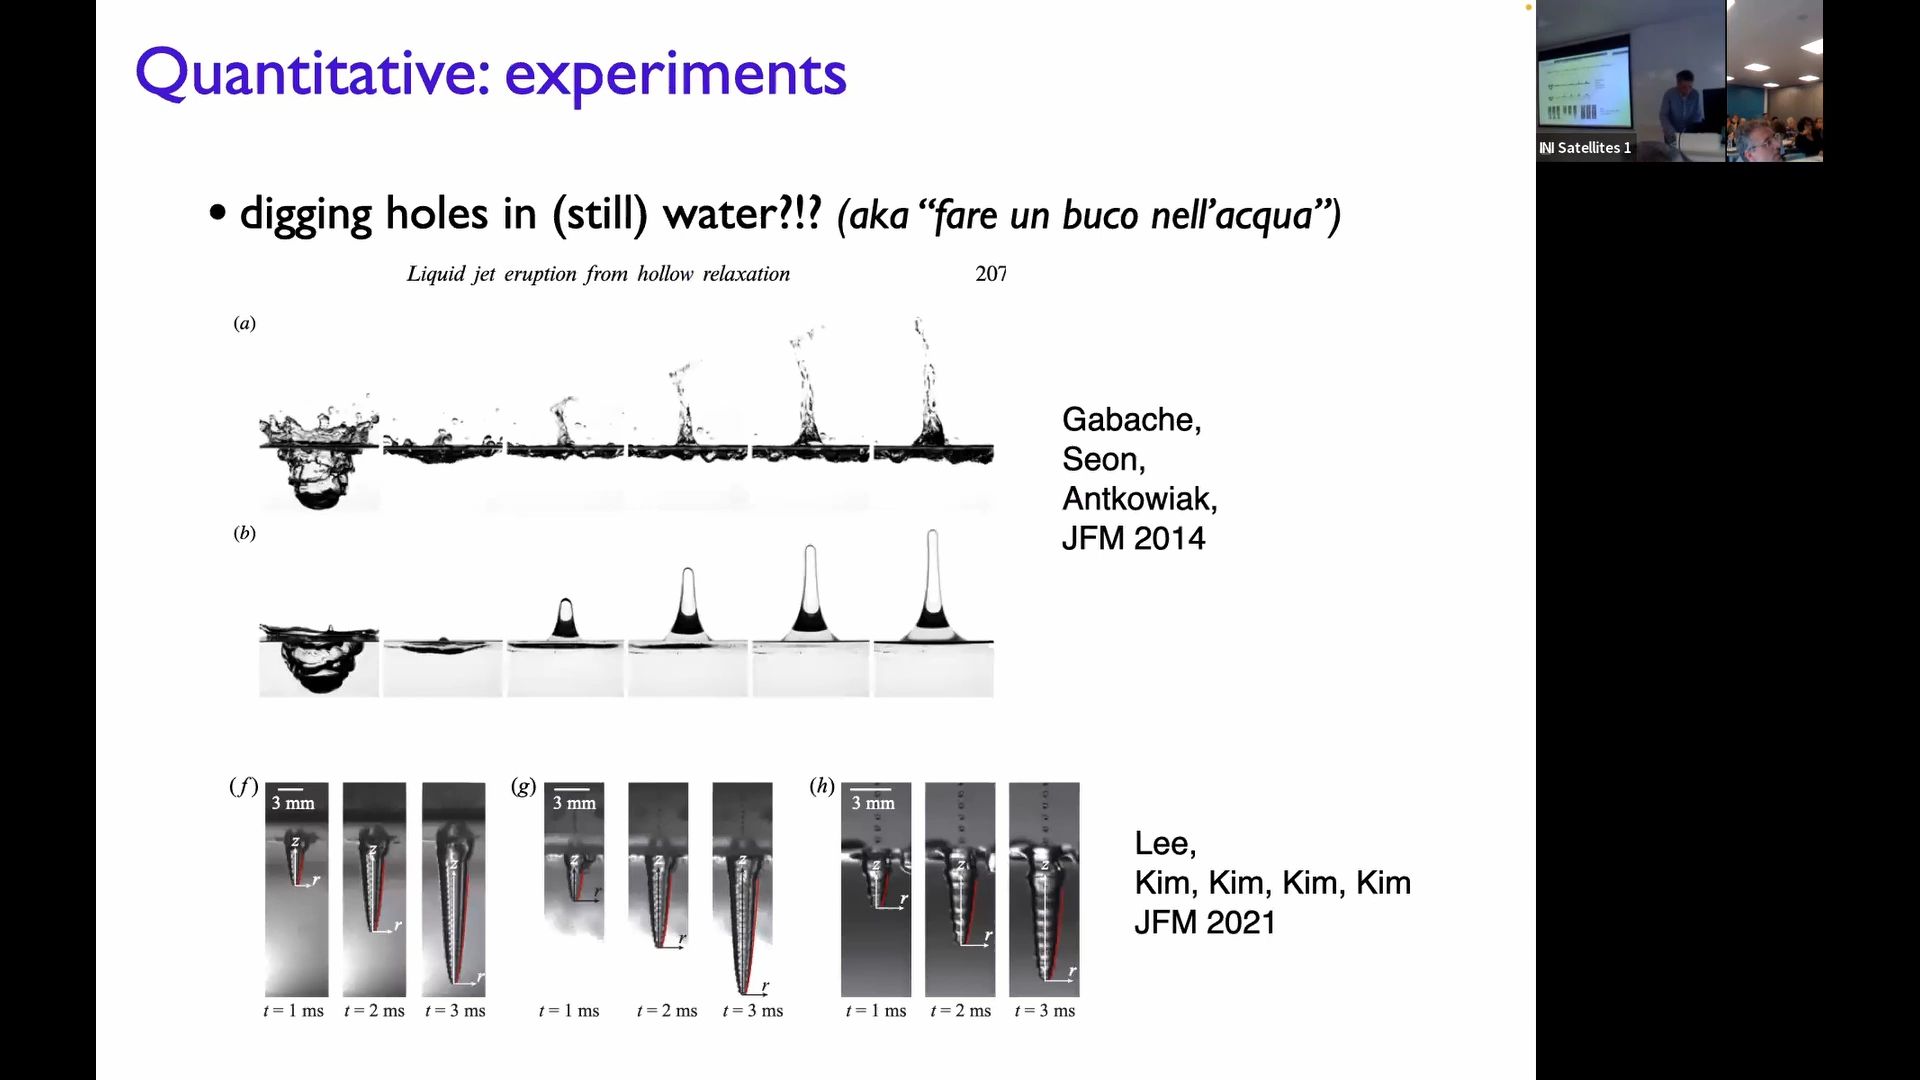 Quantitative: experiments
INI Satellites 1
• digging holes in (still) water?!? (aka “fare un buco nell’acqua”)
Liquid jet eruption from hollow relaxation 207
(a)
Gabache,
Seon,
Antkowiak,
JFM 2014
(b)
(f) 3 mm (g) 3 mm (h) 3 mm
z r z r z r z r z r z r z r z r z r
Lee,
Kim, Kim, Kim, Kim
JFM 2021
t = 1 ms t = 2 ms t = 3 ms t = 1 ms t = 2 ms t = 3 ms t = 1 ms t = 2 ms t = 3 ms